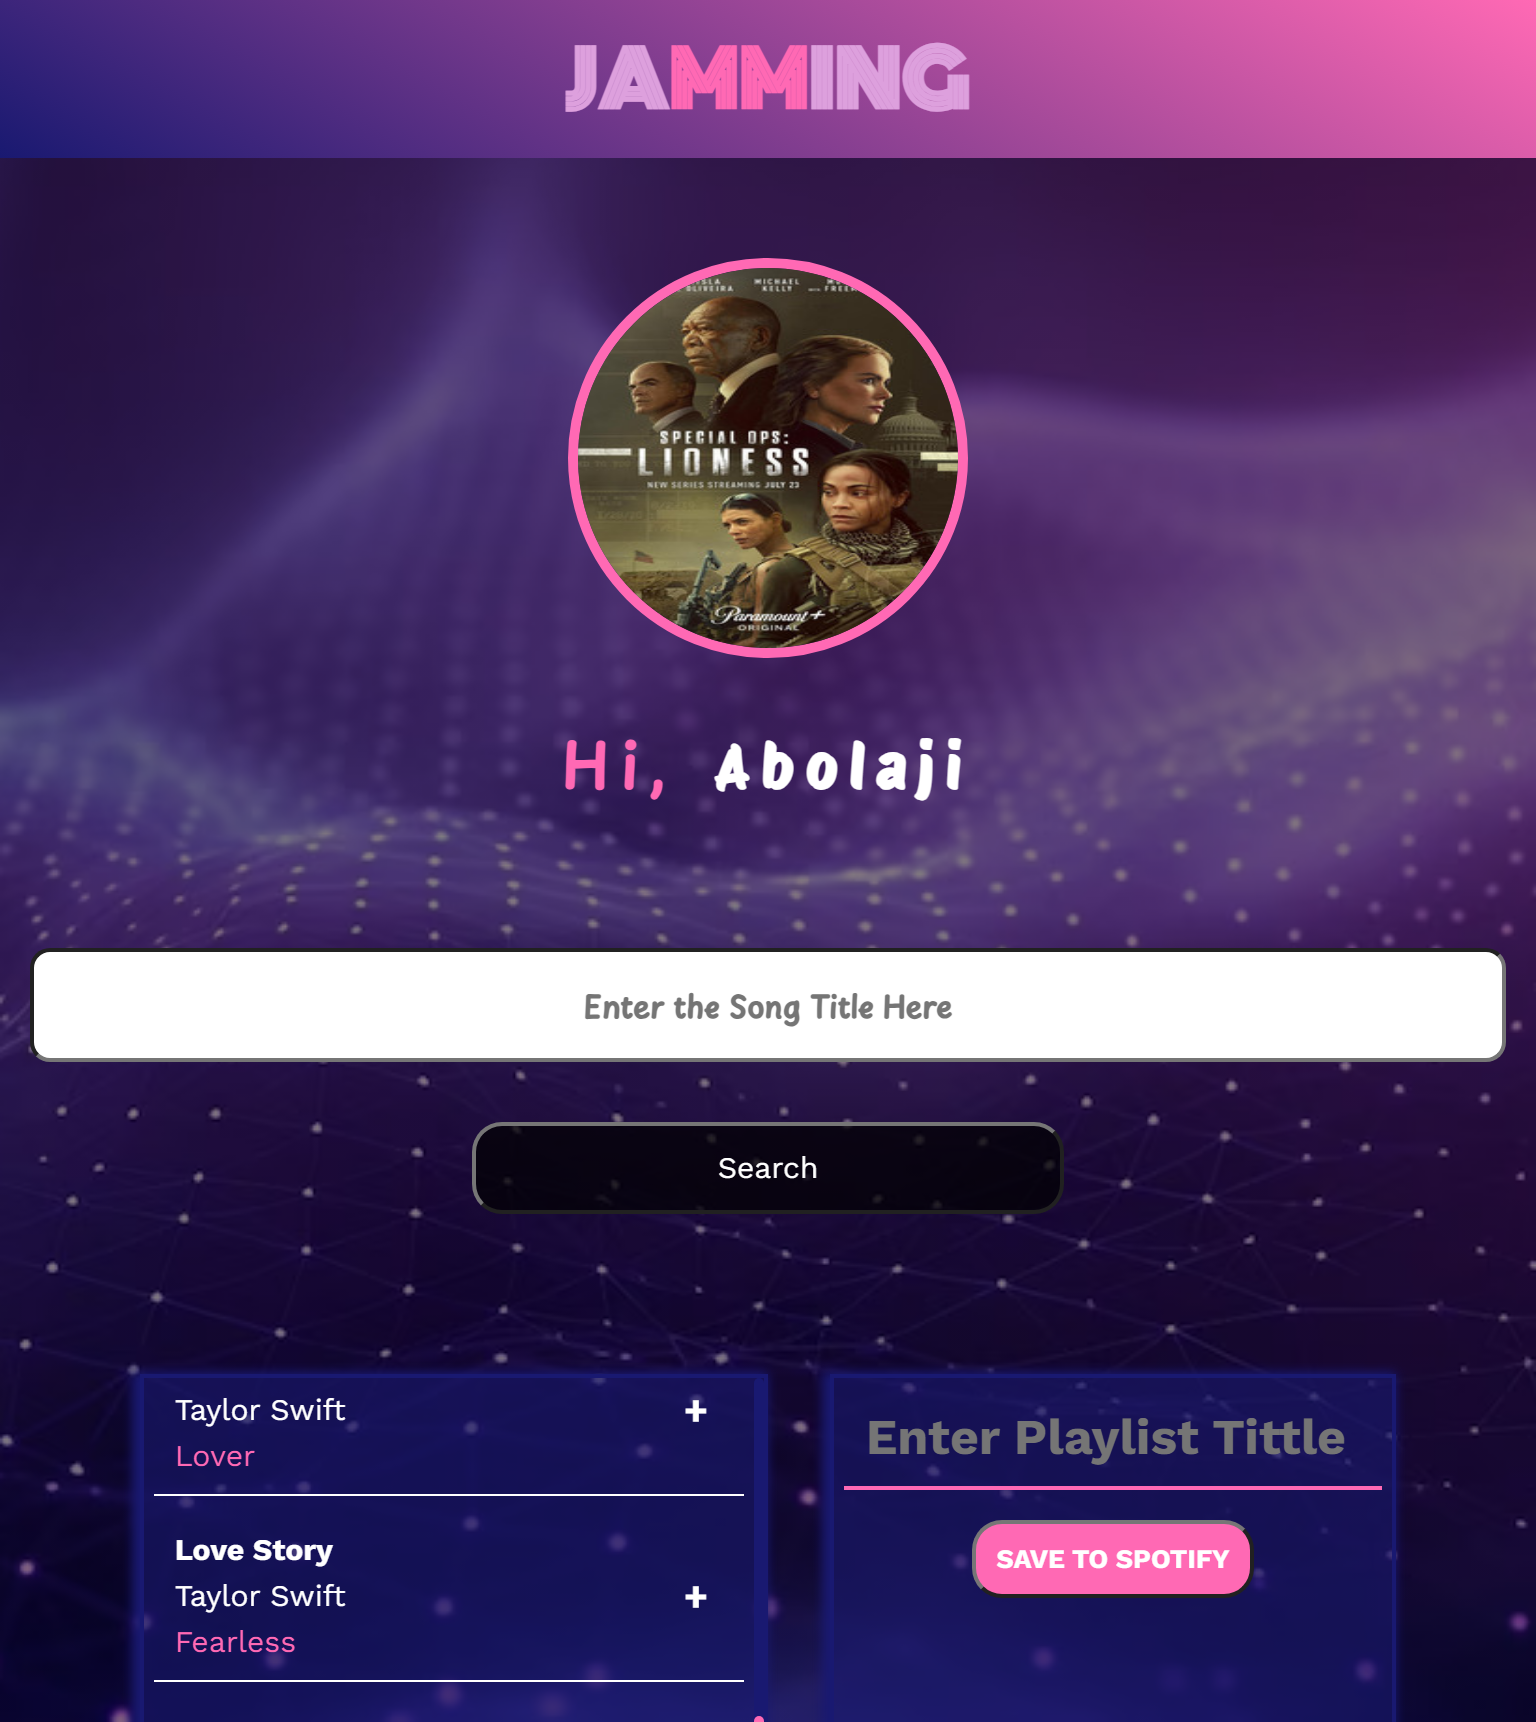 JAMMING
MICHAEL
OLIVEIRA KELLY
SPECIAL OPS:
LIONESS
NEW SERIES STREAMING JULY 23
Paramount+
ORIGINAL
Hi, Abolaji
Enter the Song Title Here
Search
Taylor Swift +
Lover
Love Story
Taylor Swift +
Fearless
Enter Playlist Tittle
SAVE TO SPOTIFY